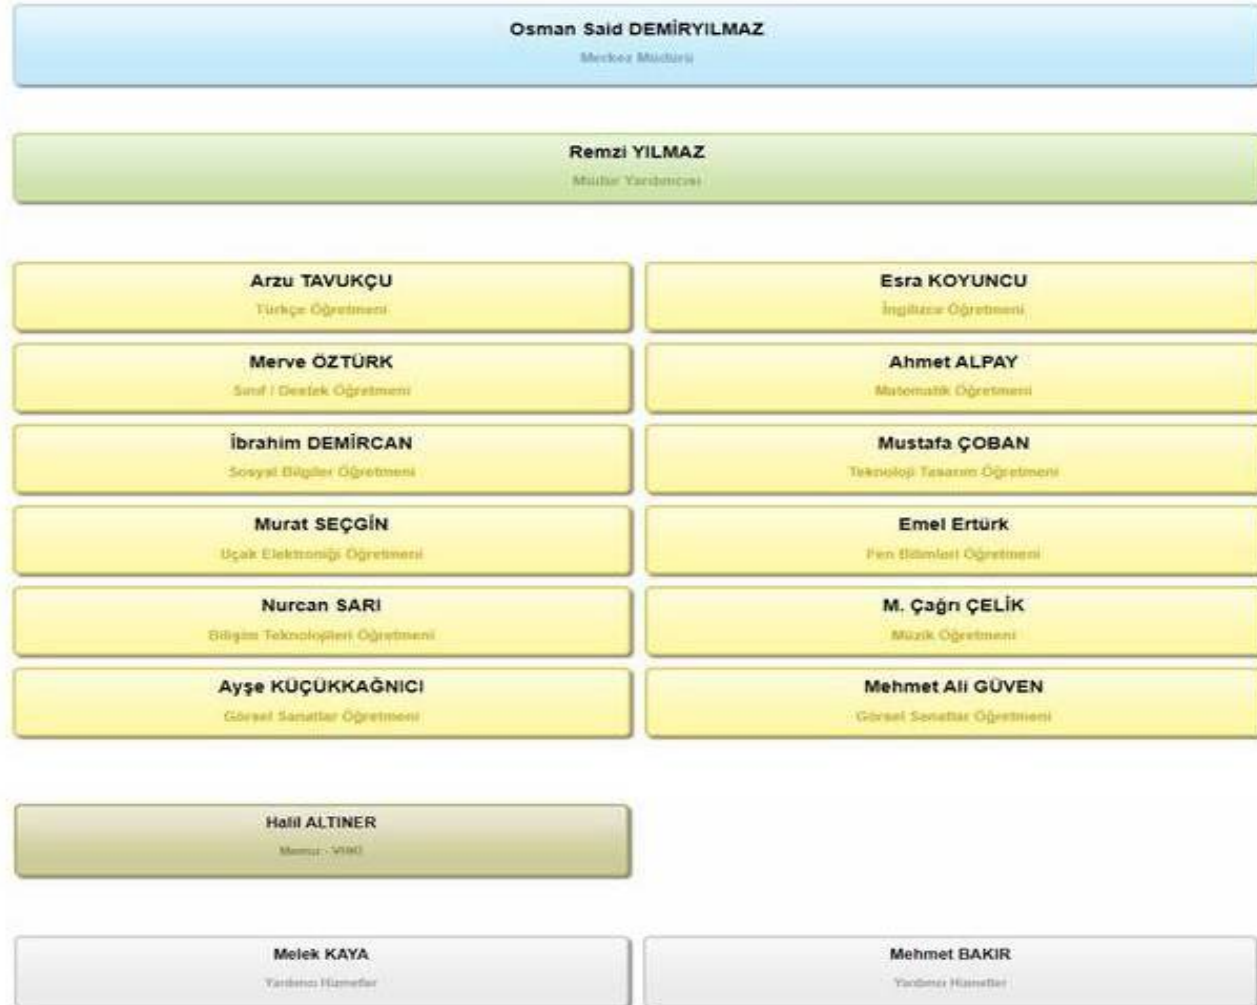 Osman Said DEMİRYILMAZ
Merkez Müdürü
Remzi YILMAZ
Müdür Yardımcısı
Arzu TAVUKÇU
Türkçe Öğretmeni
Esra KOYUNCU
İngilizce Öğretmeni
Merve ÖZTÜRK
Sınıf / Destek Öğretmeni
Ahmet ALPAY
Matematik Öğretmeni
İbrahim DEMİRCAN
Sosyal Bilgiler Öğretmeni
Mustafa ÇOBAN
Teknoloji Tasarım Öğretmeni
Murat SEÇGİN
Uçak Elektroniği Öğretmeni
Emel Ertürk
Fen Bilimleri Öğretmeni
Nurcan SARI
Bilişim Teknolojileri Öğretmeni
M. Çağrı ÇELİK
Müzik Öğretmeni
Ayşe KÜÇÜKKAĞNICI
Görsel Sanatlar Öğretmeni
Mehmet Ali GÜVEN
Görsel Sanatlar Öğretmeni
Halil ALTINER
Memur - VHKİ
Melek KAYA
Yardımcı Hizmetler
Mehmet BAKIR
Yardımcı Hizmetler